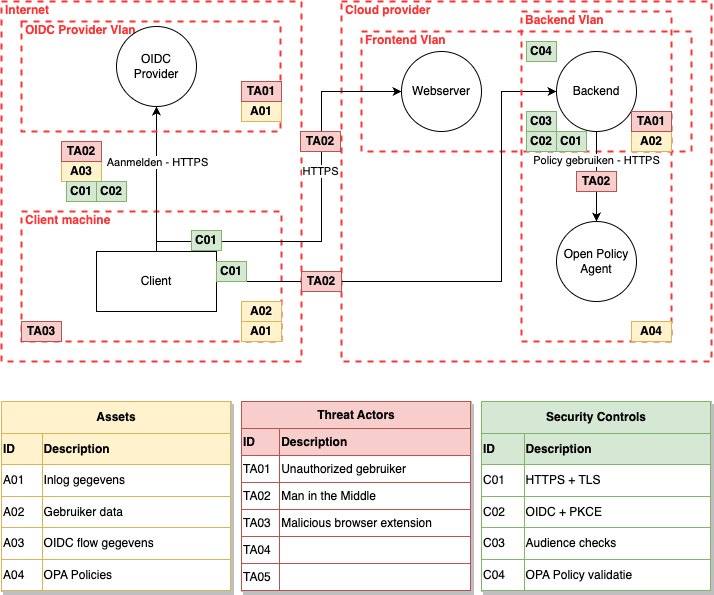 Internet
Cloud provider
OIDC Provider Vlan
Backend Vlan
Frontend Vlan
OIDC
Provider
Webserver
C04
Backend
TA01
A01
C03
C02 C01
TA01
A02
TA02
A03
C01 C02
Aanmelden - HTTPS
TA02
HTTPS
Policy gebruiken - HTTPS
TA02
Client machine
C01
C01
Client
TA02
Open Policy
Agent
A02
A01
TA03
A04
Assets
ID Description
A01 Inlog gegevens
A02 Gebruiker data
A03 OIDC flow gegevens
A04 OPA Policies
Threat Actors
ID Description
TA01 Unauthorized gebruiker
TA02 Man in the Middle
TA03 Malicious browser extension
TA04
TA05
Security Controls
ID Description
C01 HTTPS + TLS
C02 OIDC + PKCE
C03 Audience checks
C04 OPA Policy validatie